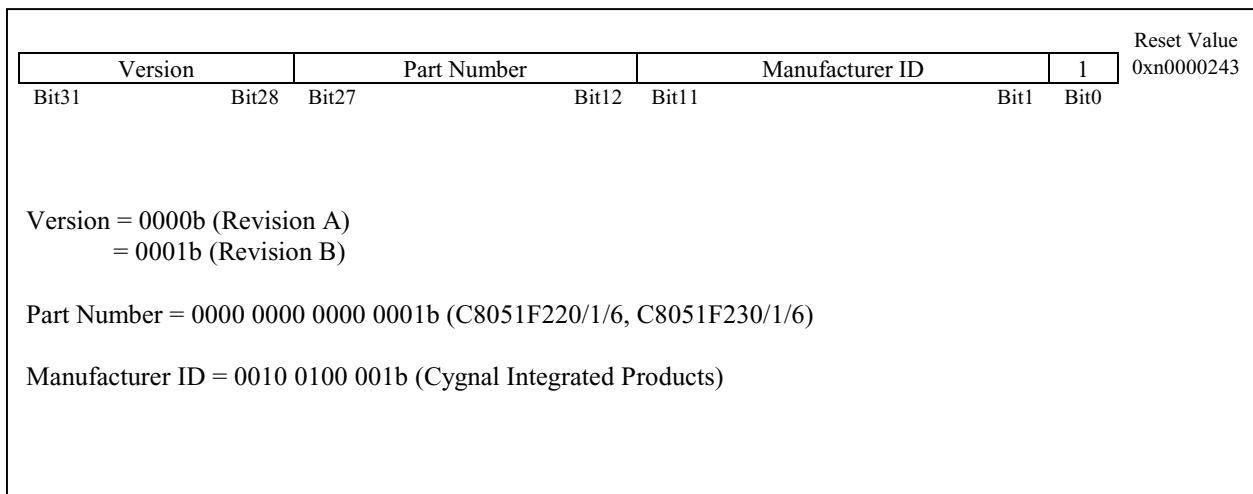 Reset Value
Version Part Number Manufacturer ID 1 0xn0000243
Bit31 Bit28 Bit27 Bit12 Bit11 Bit1 Bit0
Version = 0000b (Revision A)
= 0001b (Revision B)
Part Number = 0000 0000 0000 0001b (C8051F220/1/6, C8051F230/1/6)
Manufacturer ID = 0010 0100 001b (Cygnal Integrated Products)